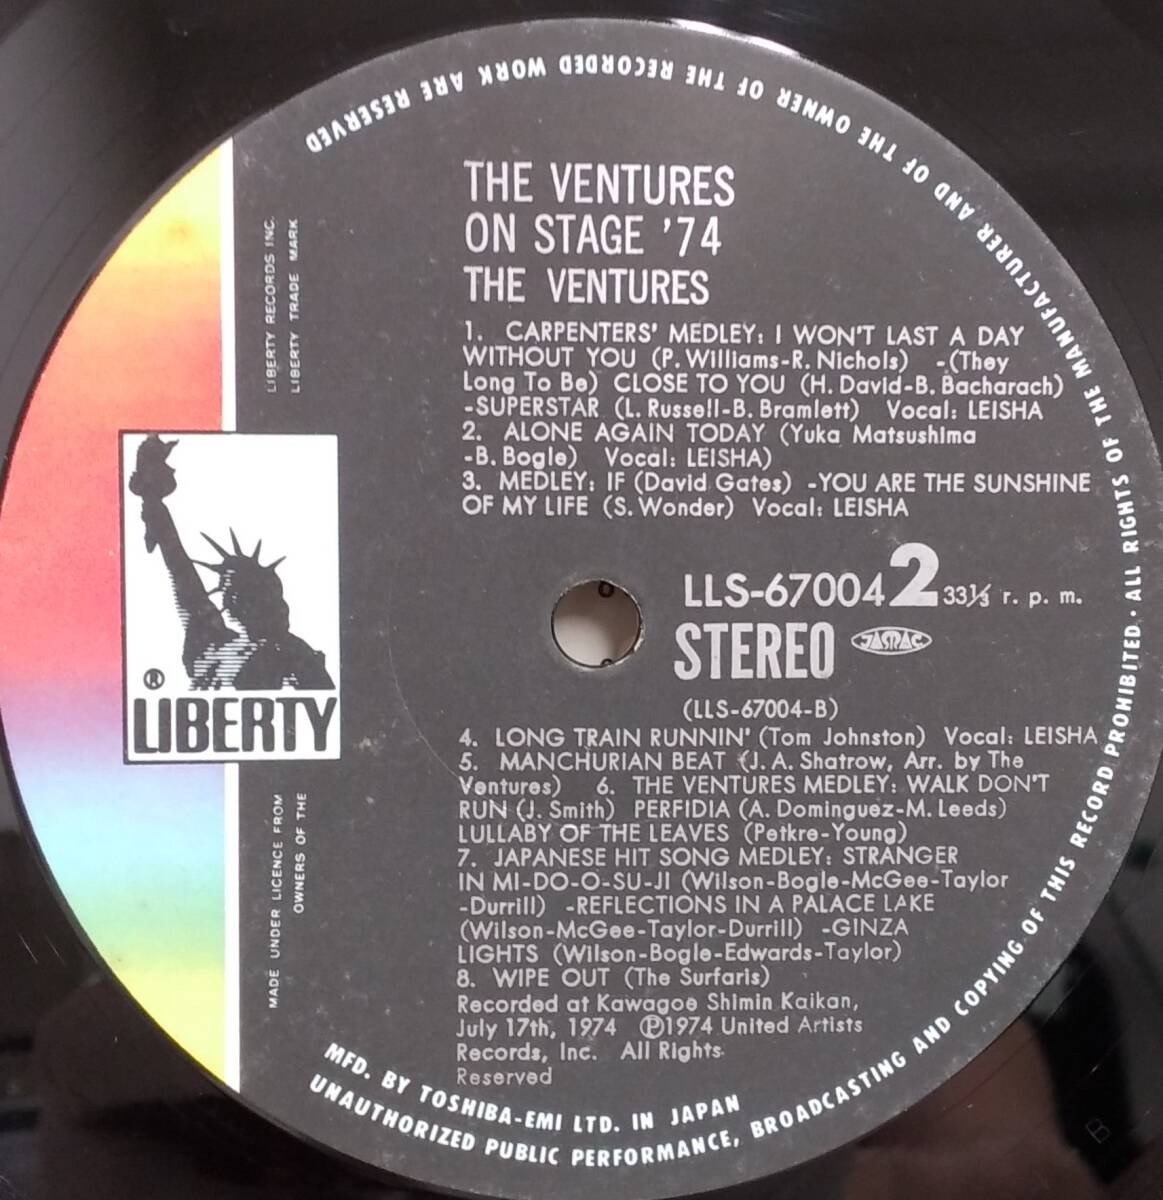 THE VENTURES
ON STAGE '74
THE VENTURES
1. CARPENTERS' MEDLEY: I WON'T LAST A DAY
WITHOUT YOU (P. Williams-R. Nichols) -(They
Long To Be) CLOSE TO YOU (H. David-B. Bacharach)
-SUPERSTAR (L. Russell-B. Bramlett) Vocal: LEISHA
2. ALONE AGAIN TODAY (Yuka Matsushima
-B. Bogle) Vocal: LEISHA)
3. MEDLEY: IF (David Gates) -YOU ARE THE SUNSHINE
OF MY LIFE (S. Wonder) Vocal: LEISHA
LLS-67004 2 33⅓ r. p. m.
STEREO JASRAC
(LLS-67004-B)
4. LONG TRAIN RUNNIN' (Tom Johnston) Vocal: LEISHA
5. MANCHURIAN BEAT (J. A. Shatrow, Arr. by The
Ventures) 6. THE VENTURES MEDLEY: WALK DON'T
RUN (J. Smith) PERFIDIA (A. Dominguez-M. Leeds)
LULLABY OF THE LEAVES (Petkre-Young)
7. JAPANESE HIT SONG MEDLEY: STRANGER
IN MI-DO-O-SU-JI (Wilson-Bogle-McGee-Taylor
-Durrill) -REFLECTIONS IN A PALACE LAKE
(Wilson-McGee-Taylor-Durrill) -GINZA
LIGHTS (Wilson-Bogle-Edwards-Taylor)
8. WIPE OUT (The Surfaris)
Recorded at Kawagoe Shimin Kaikan,
July 17th, 1974 ℗1974 United Artists
Records, Inc. All Rights
Reserved
LIBERTY RECORDS INC.
LIBERTY TRADE MARK
® LIBERTY
MADE UNDER LICENCE FROM
OWNERS OF THE
MFD. BY TOSHIBA-EMI LTD. IN JAPAN
UNAUTHORIZED PUBLIC PERFORMANCE, BROADCASTING AND COPYING OF THIS RECORD PROHIBITED · ALL RIGHTS OF THE MANUFACTURER AND OF THE OWNER OF THE RECORDED WORK ARE RESERVED
B